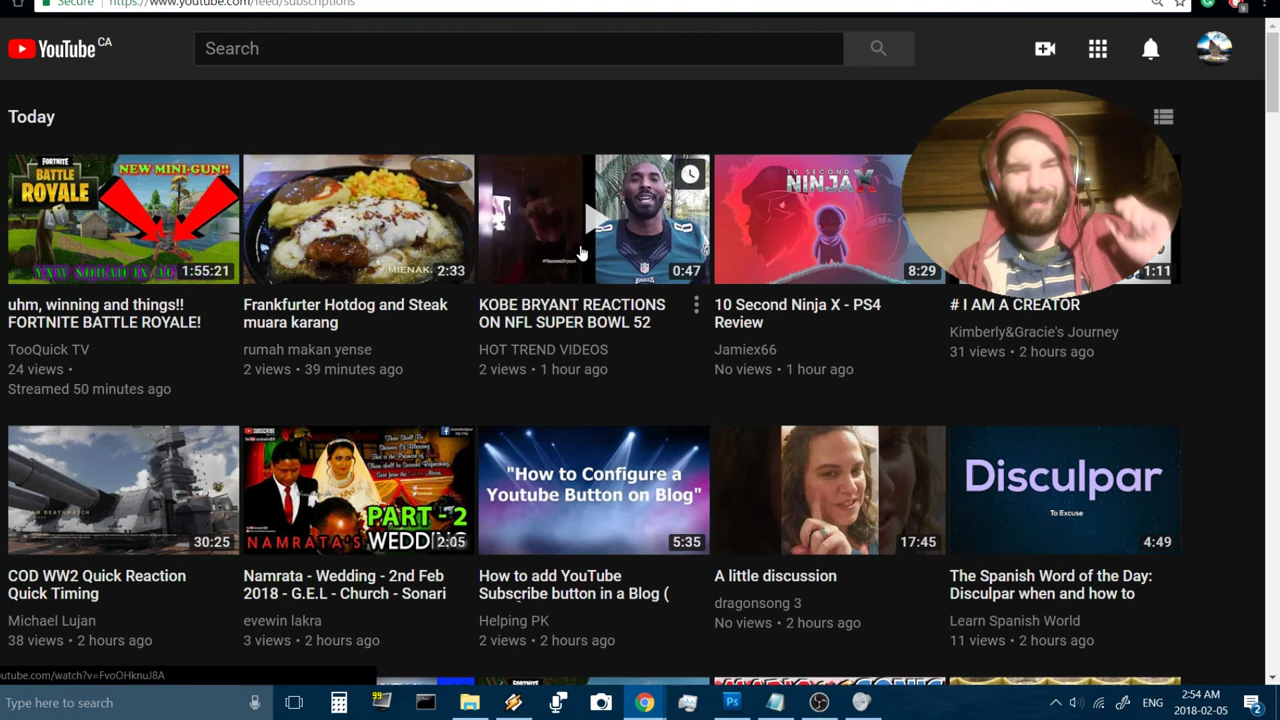 Secure https://www.youtube.com/feed/subscriptions
YouTube CA
Search
Today
FORTNITE
BATTLE
ROYALE
NEW MINI-GUN!!
1:55:21
MIENAK. 2:33
0:47
10 SECOND
NINJA X
8:29
1:11
uhm, winning and things!!
FORTNITE BATTLE ROYALE!
TooQuick TV
24 views •
Streamed 50 minutes ago
Frankfurter Hotdog and Steak
muara karang
rumah makan yense
2 views • 39 minutes ago
KOBE BRYANT REACTIONS
ON NFL SUPER BOWL 52
HOT TREND VIDEOS
2 views • 1 hour ago
10 Second Ninja X - PS4
Review
Jamiex66
No views • 1 hour ago
# I AM A CREATOR
Kimberly&Gracie's Journey
31 views • 2 hours ago
30:25
PART - 2
NAMRATA'S WEDDING
2:05
"How to Configure a
Youtube Button on Blog"
5:35
17:45
Disculpar
To Excuse
4:49
COD WW2 Quick Reaction
Quick Timing
Michael Lujan
38 views • 2 hours ago
Namrata - Wedding - 2nd Feb
2018 - G.E.L - Church - Sonari
evewin lakra
3 views • 2 hours ago
How to add YouTube
Subscribe button in a Blog (
Helping PK
2 views • 2 hours ago
A little discussion
dragonsong 3
No views • 2 hours ago
The Spanish Word of the Day:
Disculpar when and how to
Learn Spanish World
11 views • 2 hours ago
outube.com/watch?v=FvoOHknuJ8A
Type here to search
99
Ps
ENG
2:54 AM
2018-02-05
2